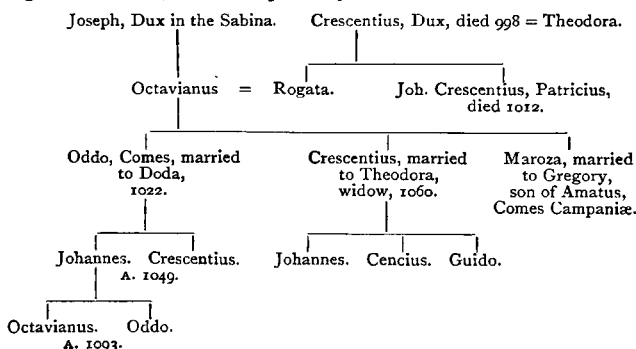 Joseph, Dux in the Sabina. Crescentius, Dux, died 998 = Theodora.
Octavianus = Rogata. Joh. Crescentius, Patricius,
died 1012.
Oddo, Comes, married
to Doda,
1022.
Crescentius, married
to Theodora,
widow, 1060.
Maroza, married
to Gregory,
son of Amatus,
Comes Campaniæ.
Johannes. Crescentius.
A. 1049.
Johannes. Cencius. Guido.
Octavianus. Oddo.
A. 1093.